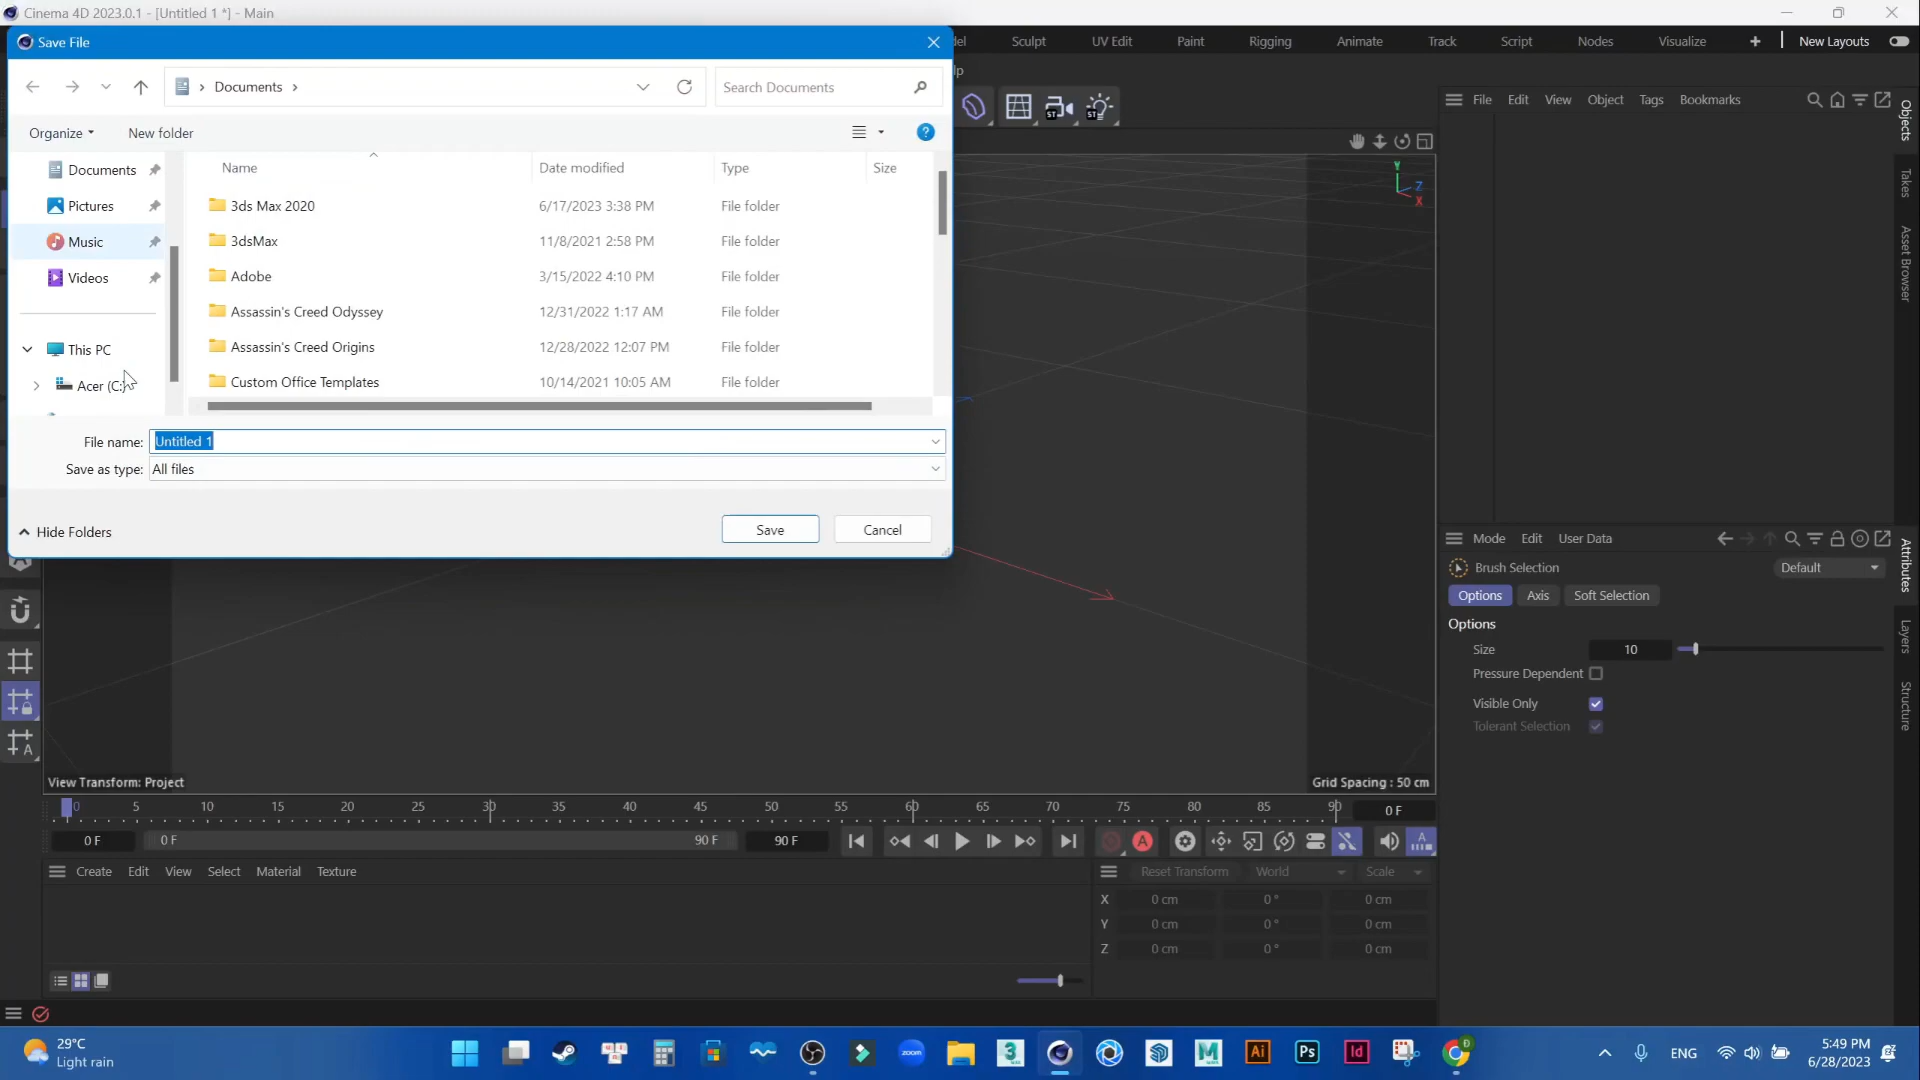 Cinema 4D 2023.0.1 - [Untitled 1 *] - Main
Save File
Sculpt
UV Edit
Paint
Rigging
Animate
Track
Script
Nodes
Visualize
New Layouts
Documents
Search Documents
File
Edit
View
Object
Tags
Bookmarks
Objects
Takes
Asset Browser
Organize
New folder
Name
Date modified
Type
Size
Documents
Pictures
Music
Videos
This PC
Acer (C:)
3ds Max 2020 6/17/2023 3:38 PM File folder
3dsMax 11/8/2021 2:58 PM File folder
Adobe 3/15/2022 4:10 PM File folder
Assassin's Creed Odyssey 12/31/2022 1:17 AM File folder
Assassin's Creed Origins 12/28/2022 12:07 PM File folder
Custom Office Templates 10/14/2021 10:05 AM File folder
File name: Untitled 1
Save as type: All files
Hide Folders
Save
Cancel
ST
ST
Y
Z
X
Mode
Edit
User Data
Attributes
Layers
Structure
Brush Selection
Default
Options
Axis
Soft Selection
Options
Size 10
Pressure Dependent
Visible Only
Tolerant Selection
View Transform: Project
Grid Spacing : 50 cm
0 5 10 15 20 25 30 35 40 45 50 55 60 65 70 75 80 85 90
0 F
0 F
0 F
90 F
90 F
Create
Edit
View
Select
Material
Texture
Reset Transform
World
Scale
X 0 cm 0 ° 0 cm
Y 0 cm 0 ° 0 cm
Z 0 cm 0 ° 0 cm
29°C
Light rain
zoom
3
M
Ai
Ps
Id
ENG
5:49 PM
6/28/2023